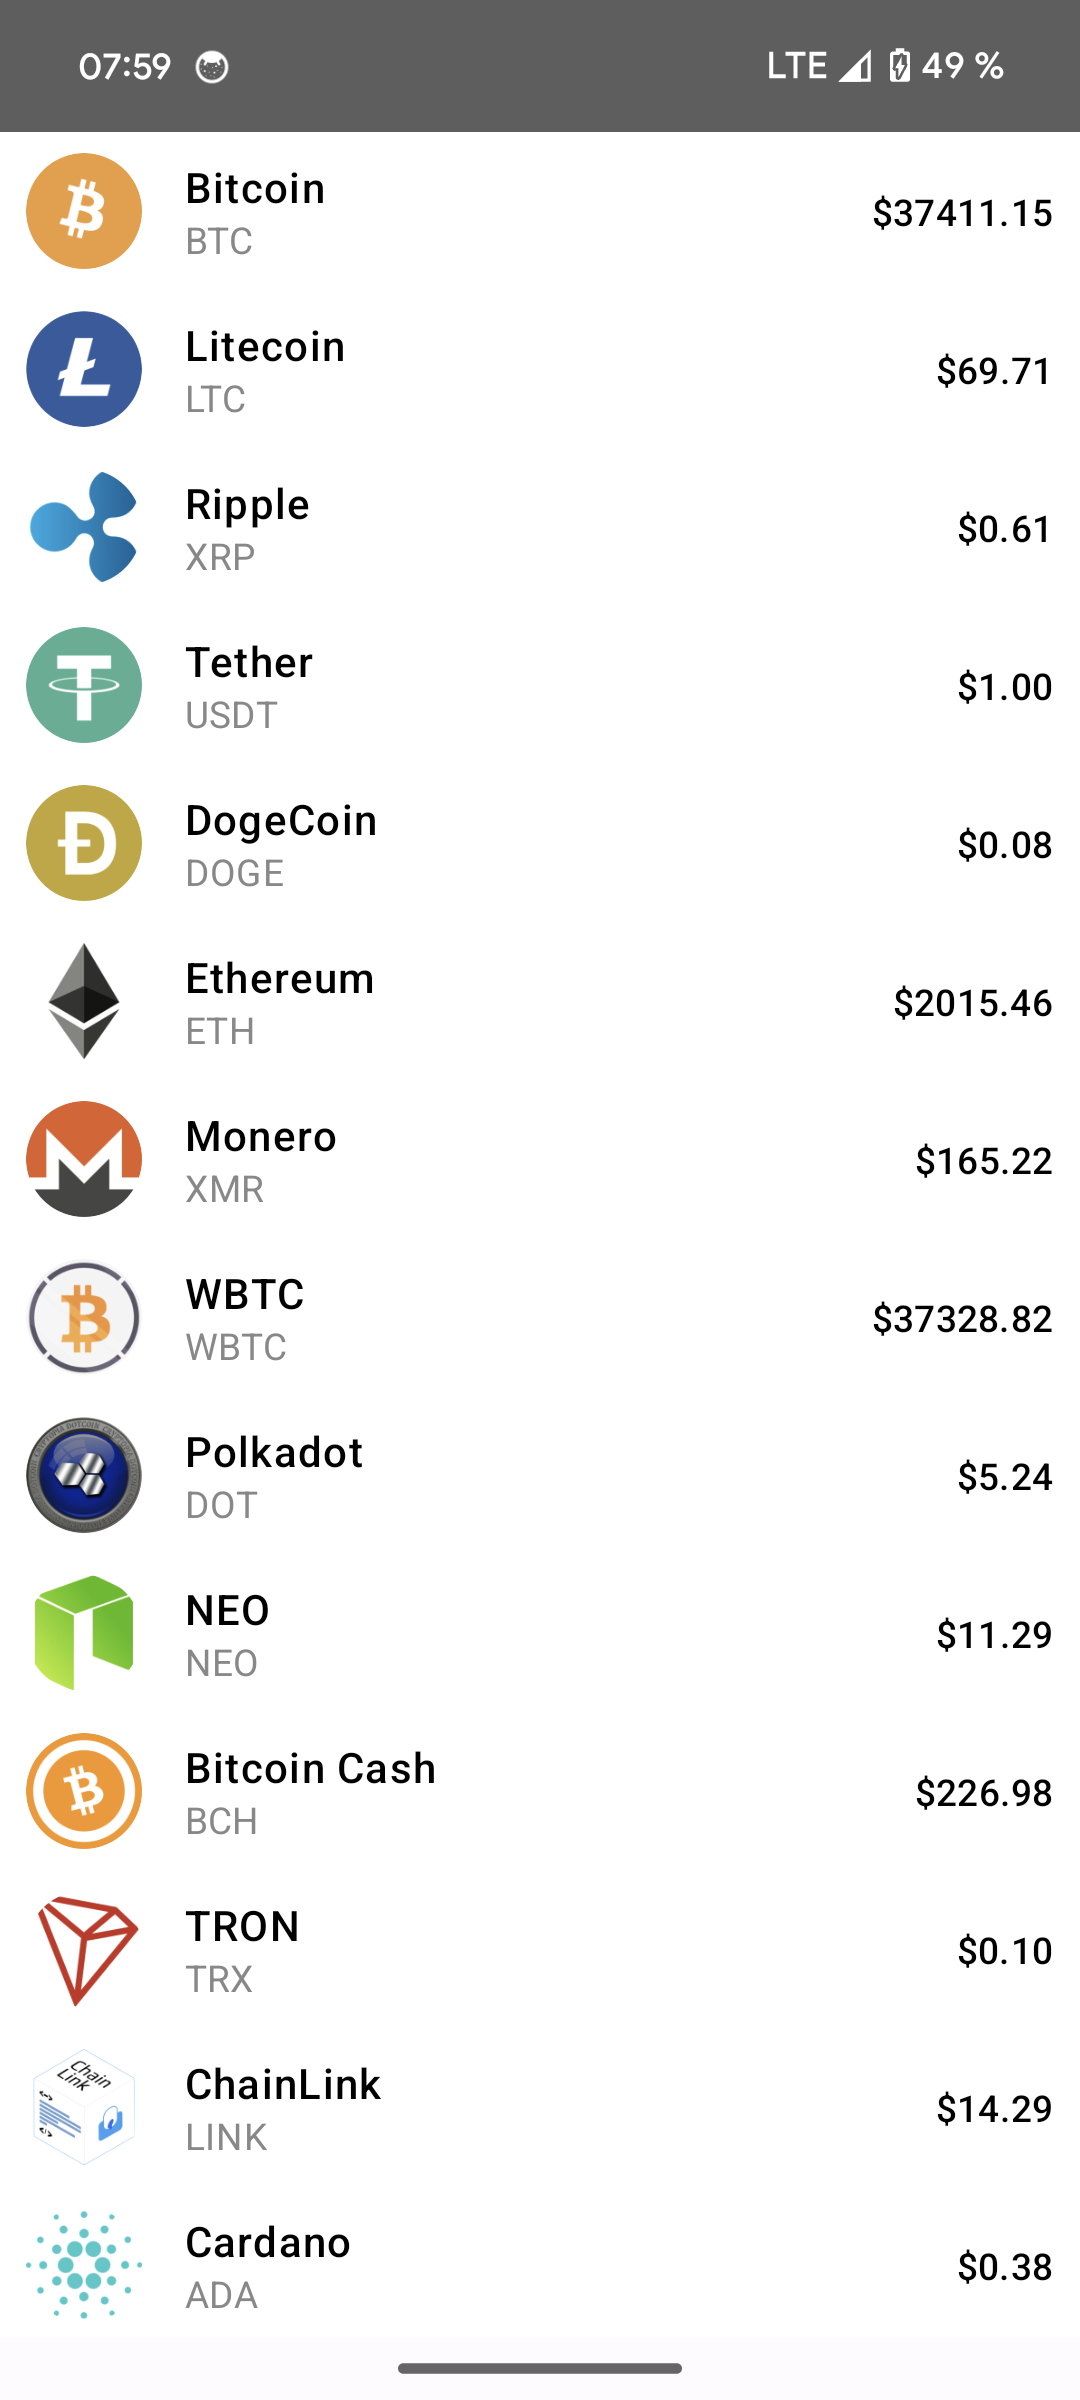 07:59 LTE 49 %
Bitcoin
BTC
$37411.15
Litecoin
LTC
$69.71
Ripple
XRP
$0.61
Tether
USDT
$1.00
DogeCoin
DOGE
$0.08
Ethereum
ETH
$2015.46
Monero
XMR
$165.22
WBTC
WBTC
$37328.82
Polkadot
DOT
$5.24
NEO
NEO
$11.29
Bitcoin Cash
BCH
$226.98
TRON
TRX
$0.10
Chain
Link
ChainLink
LINK
$14.29
Cardano
ADA
$0.38